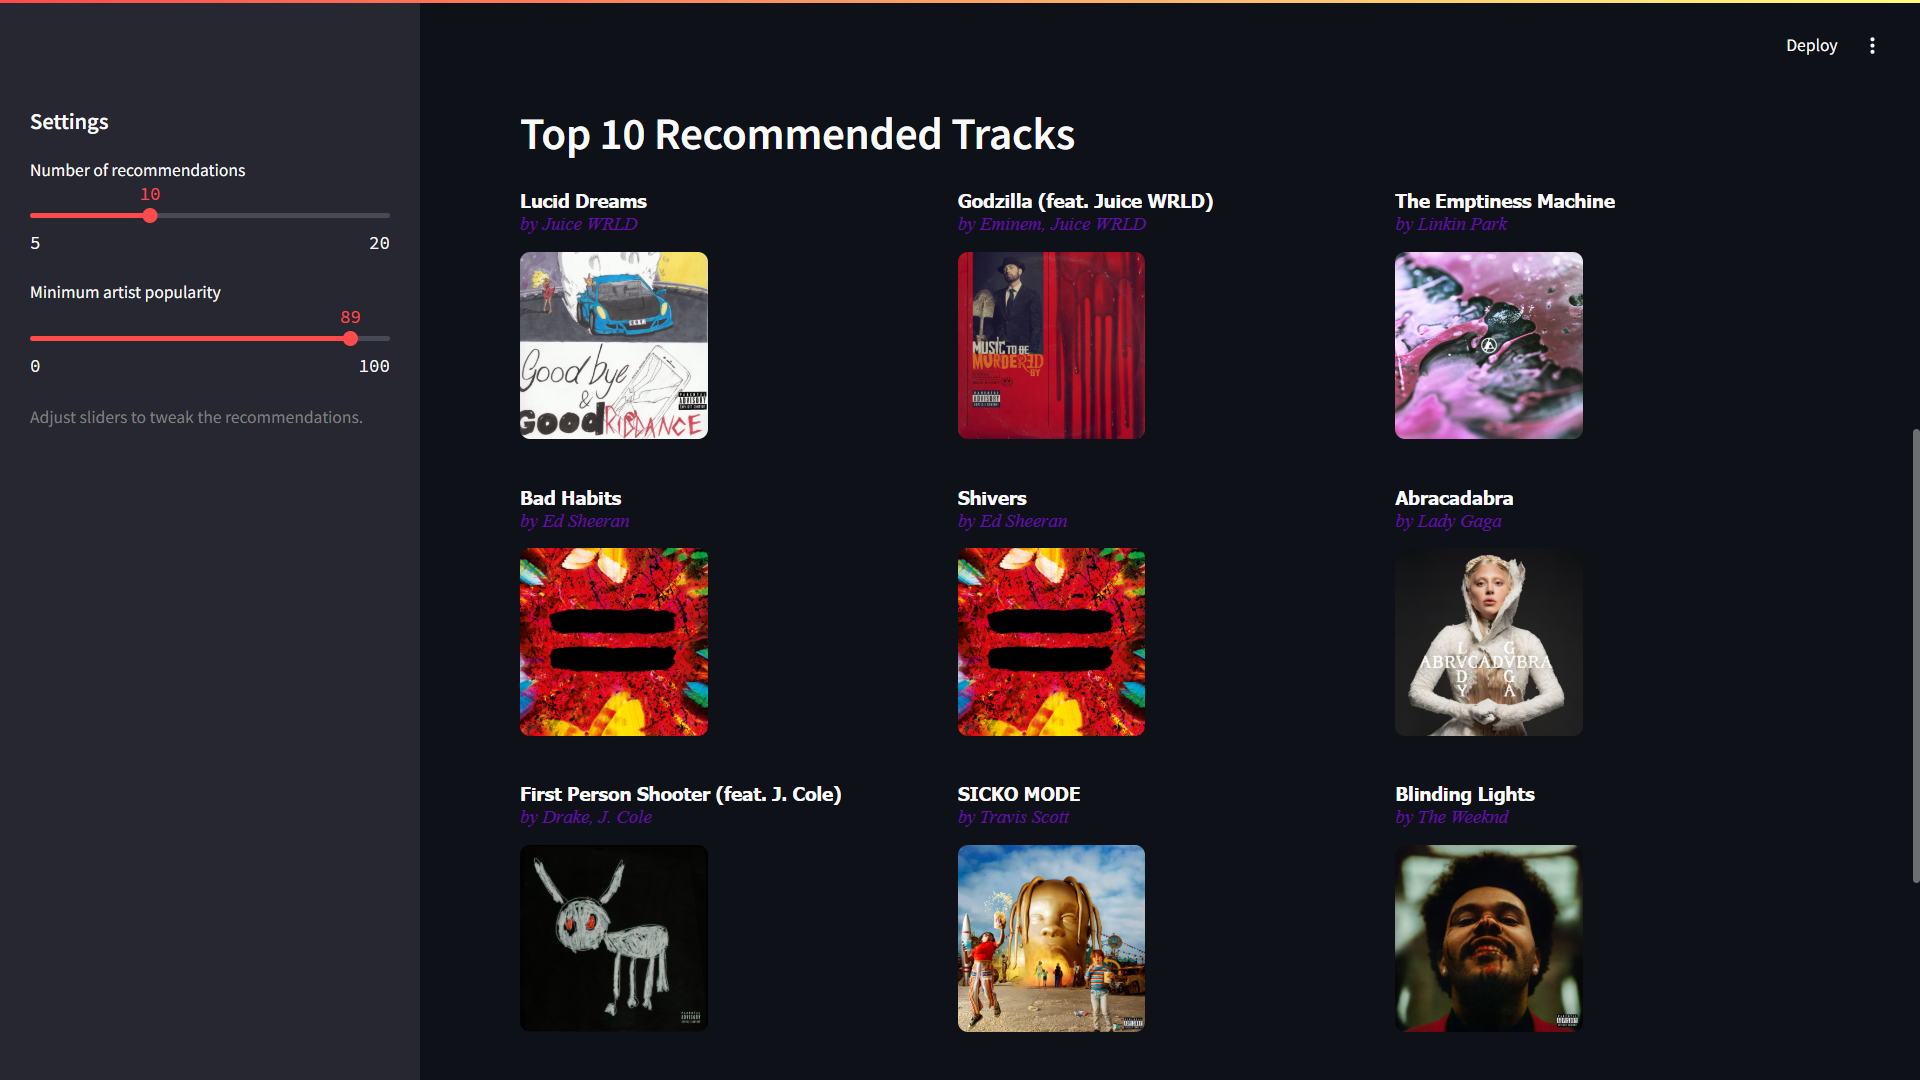 Deploy
Settings
Number of recommendations
10
5 20
Minimum artist popularity
89
0 100
Adjust sliders to tweak the recommendations.
Top 10 Recommended Tracks
Lucid Dreams
by Juice WRLD
Good bye
&
Good RIDDANCE
Godzilla (feat. Juice WRLD)
by Eminem, Juice WRLD
MUSIC TO BE
MURDERED
BY
The Emptiness Machine
by Linkin Park
Bad Habits
by Ed Sheeran
Shivers
by Ed Sheeran
Abracadabra
by Lady Gaga
LADY GAGA
ABRVCADVBRA
First Person Shooter (feat. J. Cole)
by Drake, J. Cole
SICKO MODE
by Travis Scott
Blinding Lights
by The Weeknd